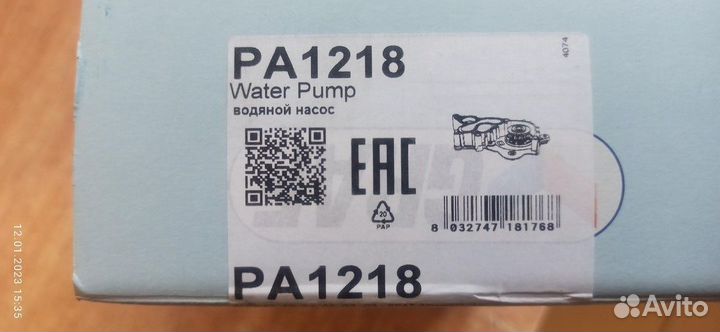 PA1218
Water Pump
водяной насос
4074
EAC
20
PAP
8 032747 181768
GRAF
PA1218
12.01.2023 15:35
Avito